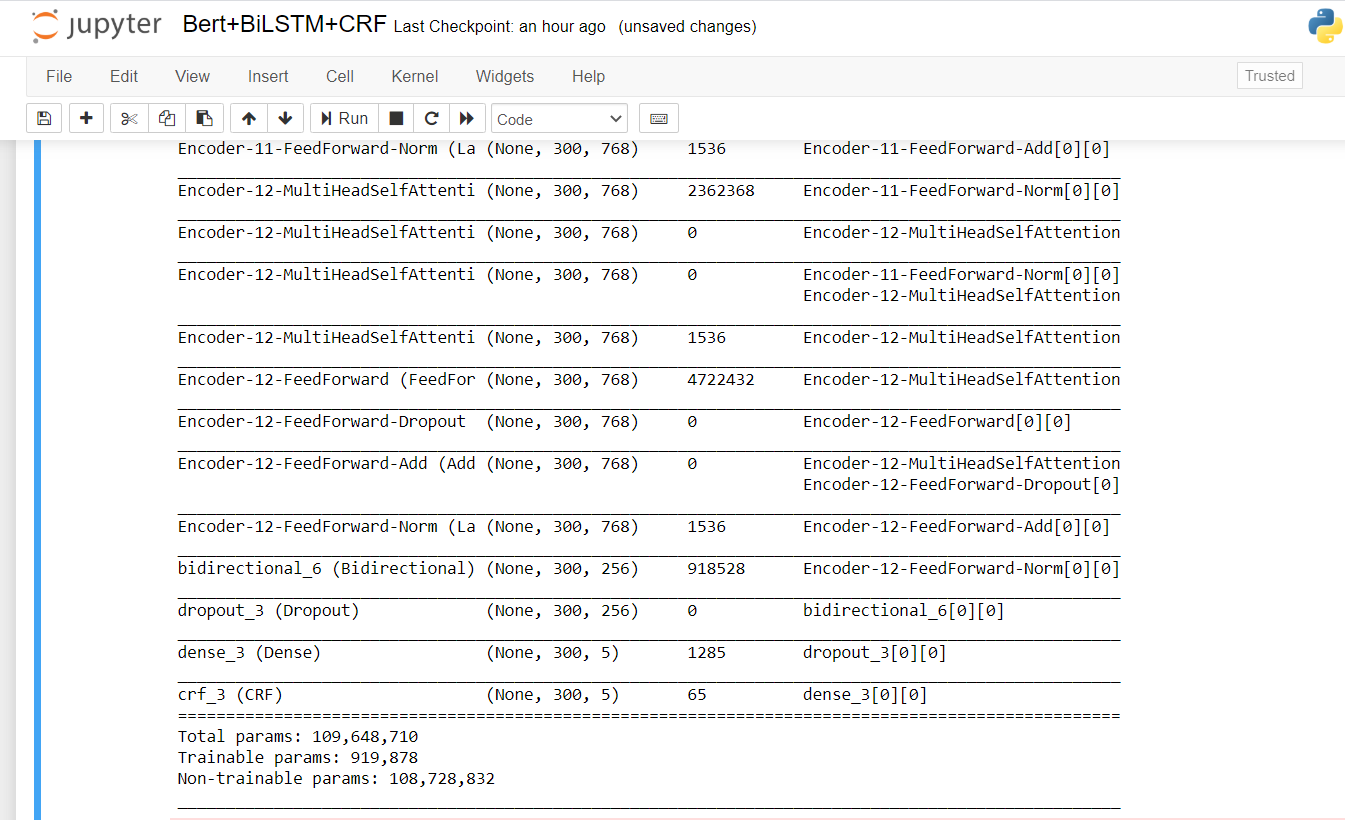 jupyter Bert+BiLSTM+CRF Last Checkpoint: an hour ago (unsaved changes)
File Edit View Insert Cell Kernel Widgets Help Trusted
Run Code
Encoder-11-FeedForward-Norm (La (None, 300, 768) 1536 Encoder-11-FeedForward-Add[0][0]
Encoder-12-MultiHeadSelfAttenti (None, 300, 768) 2362368 Encoder-11-FeedForward-Norm[0][0]
Encoder-12-MultiHeadSelfAttenti (None, 300, 768) 0 Encoder-12-MultiHeadSelfAttention
Encoder-12-MultiHeadSelfAttenti (None, 300, 768) 0 Encoder-11-FeedForward-Norm[0][0]
Encoder-12-MultiHeadSelfAttention
Encoder-12-MultiHeadSelfAttenti (None, 300, 768) 1536 Encoder-12-MultiHeadSelfAttention
Encoder-12-FeedForward (FeedFor (None, 300, 768) 4722432 Encoder-12-MultiHeadSelfAttention
Encoder-12-FeedForward-Dropout (None, 300, 768) 0 Encoder-12-FeedForward[0][0]
Encoder-12-FeedForward-Add (Add (None, 300, 768) 0 Encoder-12-MultiHeadSelfAttention
Encoder-12-FeedForward-Dropout[0]
Encoder-12-FeedForward-Norm (La (None, 300, 768) 1536 Encoder-12-FeedForward-Add[0][0]
bidirectional_6 (Bidirectional) (None, 300, 256) 918528 Encoder-12-FeedForward-Norm[0][0]
dropout_3 (Dropout) (None, 300, 256) 0 bidirectional_6[0][0]
dense_3 (Dense) (None, 300, 5) 1285 dropout_3[0][0]
crf_3 (CRF) (None, 300, 5) 65 dense_3[0][0]
Total params: 109,648,710
Trainable params: 919,878
Non-trainable params: 108,728,832